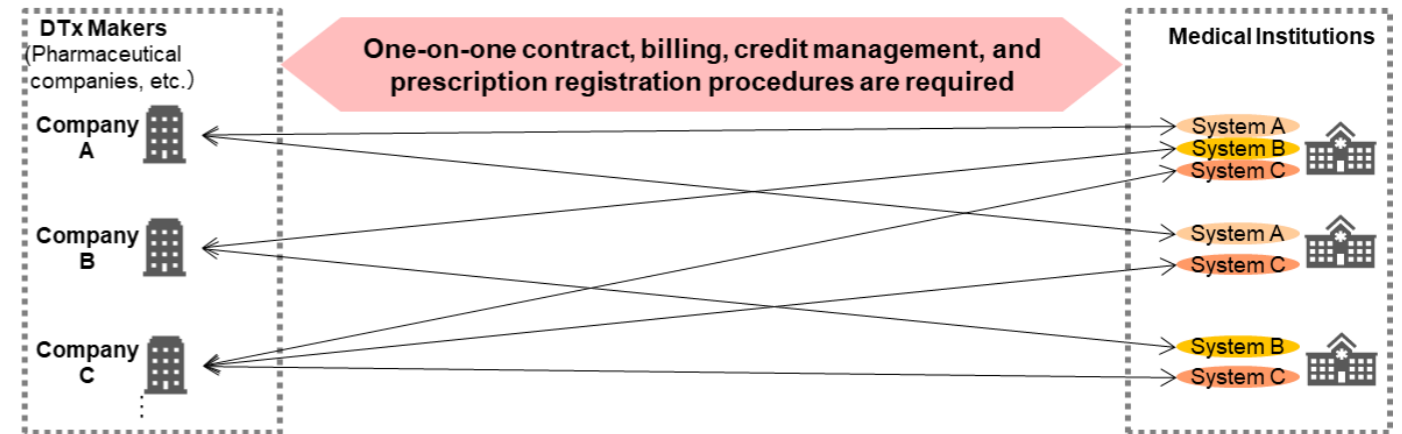 DTx Makers
(Pharmaceutical
companies, etc.)
One-on-one contract, billing, credit management, and
prescription registration procedures are required
Medical Institutions
Company
A
Company
B
Company
C
⋮
System A
System B
System C
System A
System C
System B
System C